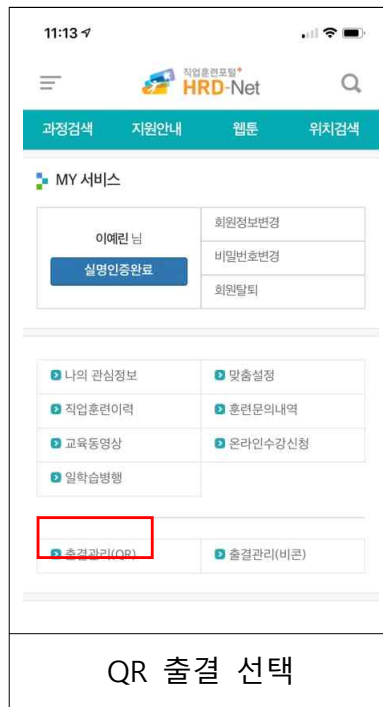 11:13
직업훈련포털+
HRD-Net
과정검색 지원안내 웹툰 위치검색
MY 서비스
이예린 님
실명인증완료
회원정보변경
비밀번호변경
회원탈퇴
나의 관심정보 맞춤설정
직업훈련이력 훈련문의내역
교육동영상 온라인수강신청
일학습병행
출결관리(QR) 출결관리(비콘)
QR 출결 선택